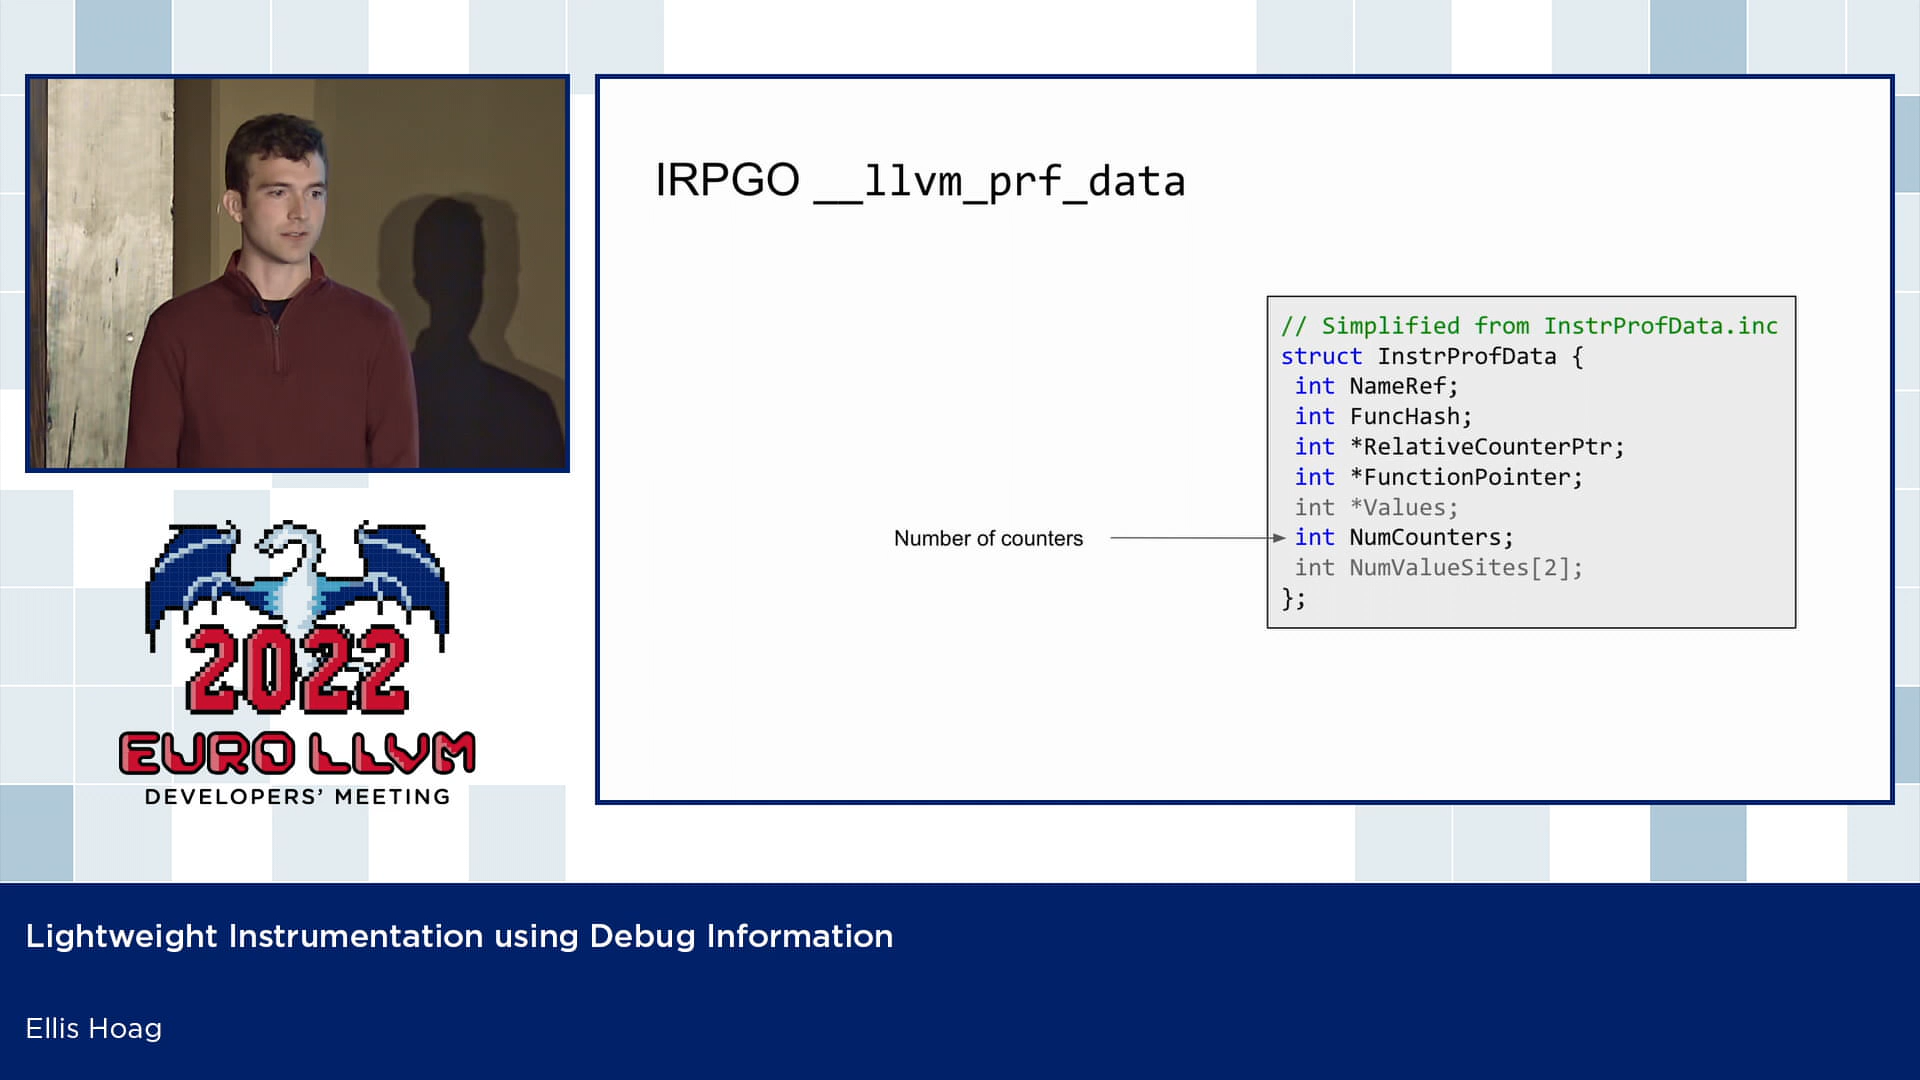 IRPGO __llvm_prf_data
// Simplified from InstrProfData.inc
struct InstrProfData {
int NameRef;
int FuncHash;
int *RelativeCounterPtr;
int *FunctionPointer;
int *Values;
Number of counters
int NumCounters;
int NumValueSites[2];
};
2022
EURO LLVM
DEVELOPERS' MEETING
Lightweight Instrumentation using Debug Information
Ellis Hoag